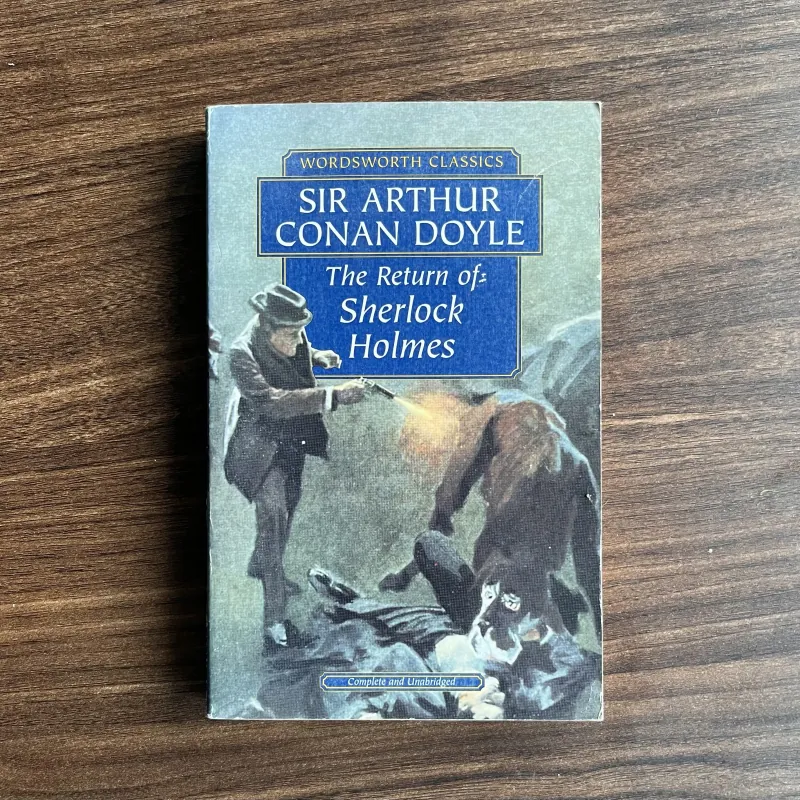 WORDSWORTH CLASSICS
SIR ARTHUR
CONAN DOYLE
The Return of
Sherlock
Holmes
Complete and Unabridged